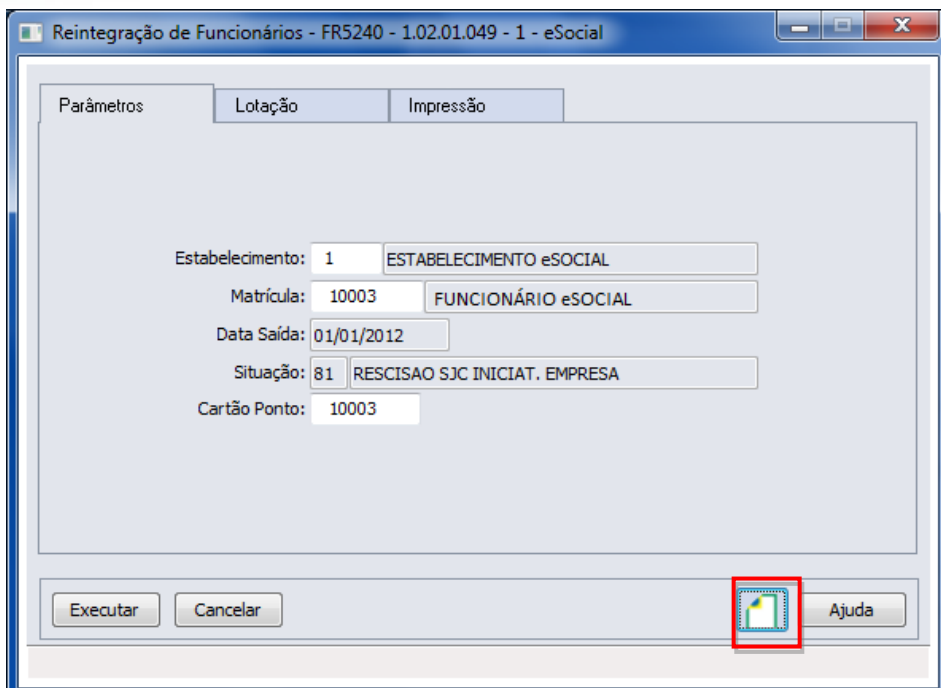 Reintegração de Funcionários - FR5240 - 1.02.01.049 - 1 - eSocial
Parâmetros Lotação Impressão
Estabelecimento: 1 ESTABELECIMENTO eSOCIAL
Matrícula: 10003 FUNCIONÁRIO eSOCIAL
Data Saída: 01/01/2012
Situação: 81 RESCISAO SJC INICIAT. EMPRESA
Cartão Ponto: 10003
Executar Cancelar Ajuda